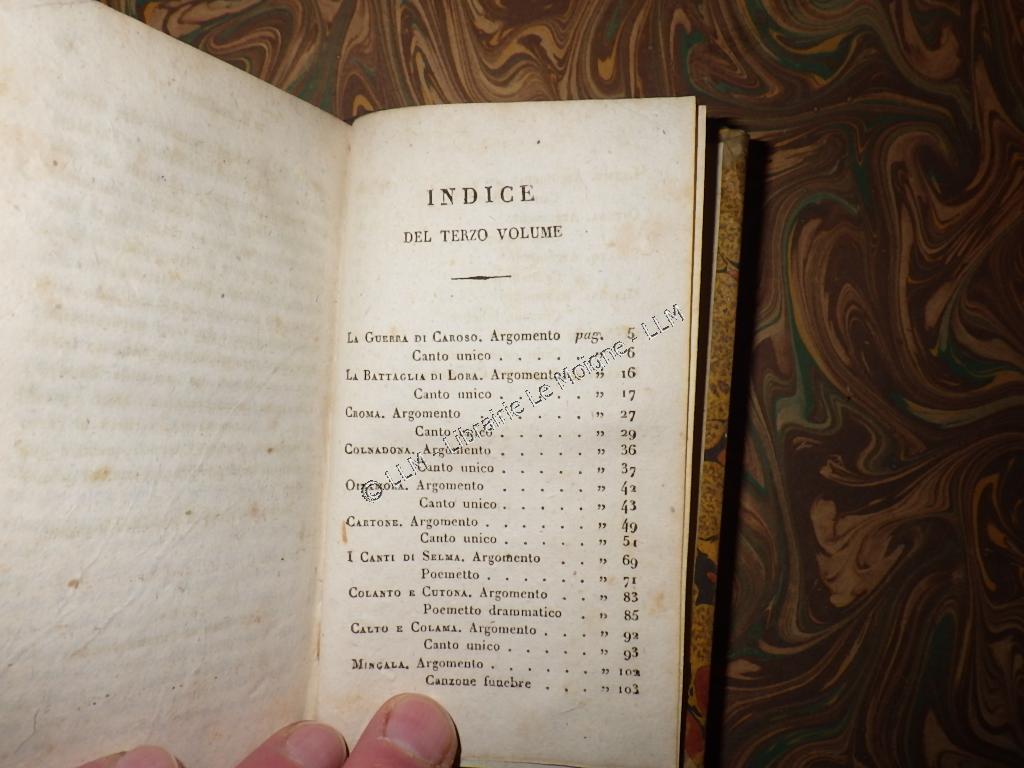 INDICE
DEL TERZO VOLUME
LA GUERRA DI CAROSO. Argomento pag. 5
Canto unico . . . . „ 6
LA BATTAGLIA DI LORA. Argomento „ 16
Canto unico . . . . . „ 17
CROMA. Argomento . . . . . „ 27
Canto unico . . . . . „ 29
COLNADONA. Argomento . . . . . „ 36
Canto unico . . . . . „ 37
OITAMOLA. Argomento . . . . . „ 42
Canto unico . . . . . „ 43
CARTONE. Argomento . . . . . . „ 49
Canto unico . . . . . „ 51
I CANTI DI SELMA. Argomento . . „ 69
Poemetto . . . . . . „ 71
COLANTO E CUTONA. Argomento . . „ 83
Poemetto drammatico . „ 85
CALTO E COLAMA. Argomento . . . „ 92
Canto unico . . . . . „ 93
MINGALA. Argomento . . . . . . „ 102
Canzone funebre . . . „ 103
© LLM - Librairie Le Moigne - LLM